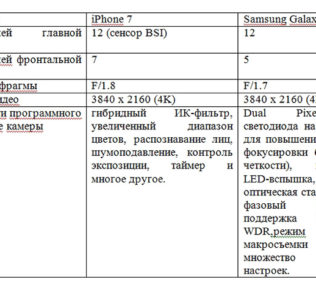 iPhone 7 Samsung Galax
ей главной 12 (сенсор BSI) 12
ей фронтальной 7 5
фрагмы F/1.8 F/1.7
део 3840 x 2160 (4K) 3840 x 2160 (4
ти программного гибридный ИК-фильтр, Dual Pixe
е камеры увеличенный диапазон светодиода на
цветов, распознавание лиц, для повышени
шумоподавление, контроль фокусировки
экспозиции, таймер и четкости),
многое другое. LED-вспышка,
оптическая ста
фазовый
поддержка
WDR,режим
макросъемки
множество
настроек.